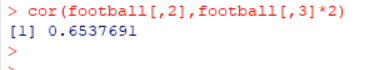 > cor(football[,2],football[,3]*2)
[1] 0.6537691
>
>